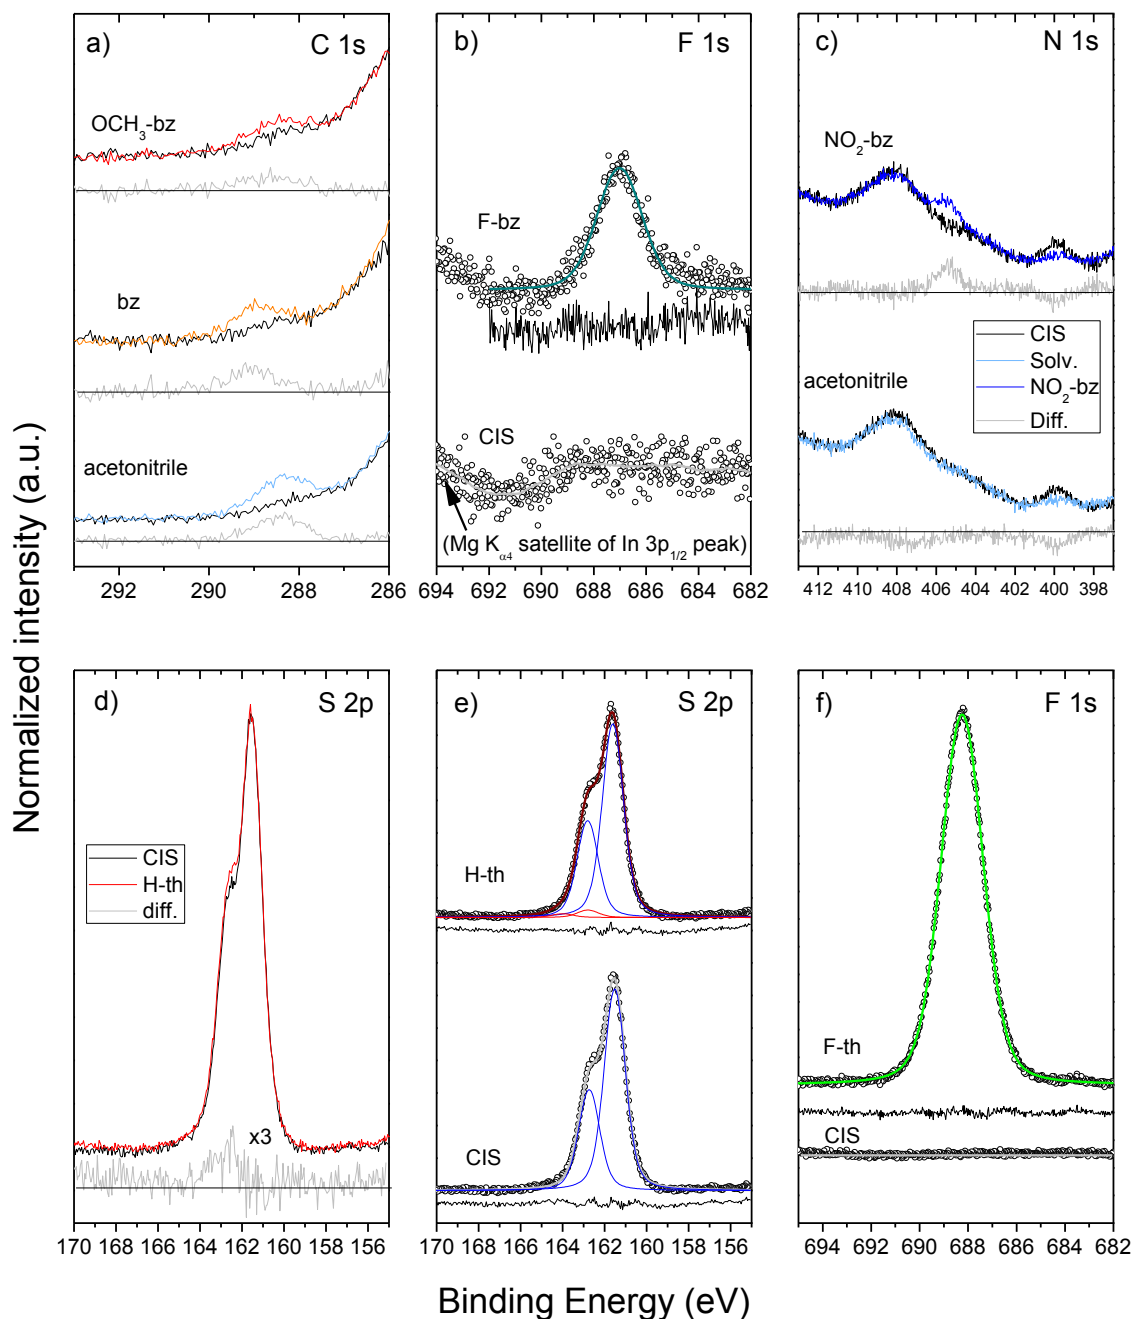 a) C 1s
OCH3-bz
bz
acetonitrile
292 290 288 286
b) F 1s
F-bz
CIS
(Mg Kα4 satellite of In 3p1/2 peak)
694 692 690 688 686 684 682
c) N 1s
NO2-bz
CIS
Solv.
NO2-bz
Diff.
acetonitrile
412 410 408 406 404 402 400 398
Normalized intensity (a.u.)
d) S 2p
CIS
H-th
diff.
x3
170 168 166 164 162 160 158 156
e) S 2p
H-th
CIS
170 168 166 164 162 160 158 156
f) F 1s
F-th
CIS
694 692 690 688 686 684 682
Binding Energy (eV)